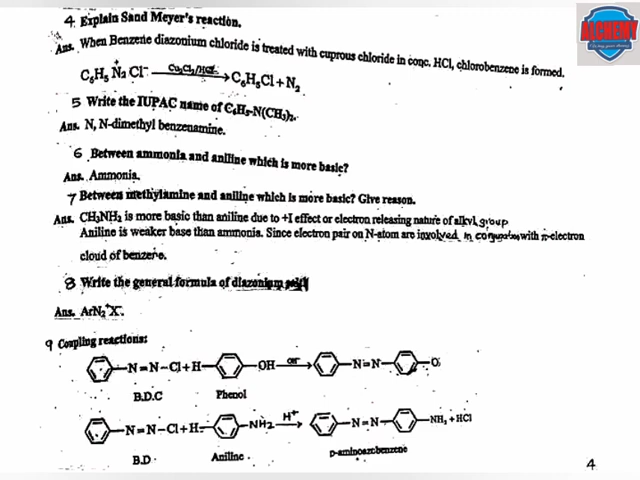 ALCHEMY
4. Explain Sand Meyer's reaction.
Ans. When Benzene diazonium chloride is treated with cuprous chloride in conc. HCl, chlorobenzene is formed.
C₆H₅ N⁺₂ Cl⁻ Cu₂Cl₂/HCl → C₆H₅Cl + N₂
5 Write the IUPAC name of C₆H₅-N(CH₃)₂.
Ans. N, N-dimethyl benzenamine.
6 Between ammonia and aniline which is more basic?
Ans. Ammonia.
7 Between methylamine and aniline which is more basic? Give reason.
Ans. CH₃NH₂ is more basic than aniline due to +I effect or electron releasing nature of alkyl group
Aniline is weaker base than ammonia. Since electron pair on N-atom are involved in conjugation with π-electron
cloud of benzene.
8 Write the general formula of diazonium
Ans. ArN₂⁺X⁻.
9 Coupling reactions:
N=N-Cl + H- -OH OH⁻ → -N=N- -O
B.D.C Phenol
N=N-Cl + H- -NH2 H⁺ → -N=N- -NH₂ + HCl
B.D Aniline. p-aminoazobenzene
4